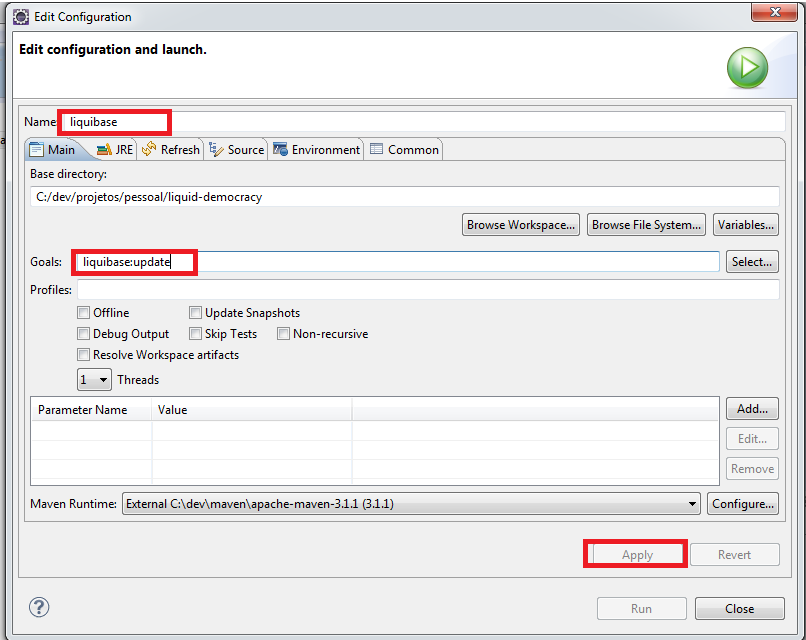 Edit Configuration
Edit configuration and launch.
Name: liquibase
Main JRE Refresh Source Environment Common
Base directory:
C:/dev/projetos/pessoal/liquid-democracy
Browse Workspace... Browse File System... Variables...
Goals: liquibase:update Select...
Profiles:
Offline Update Snapshots
Debug Output Skip Tests Non-recursive
Resolve Workspace artifacts
1 Threads
Parameter Name Value Add...
Edit...
Remove
Maven Runtime: External C:\dev\maven\apache-maven-3.1.1 (3.1.1) Configure...
Apply Revert
? Run Close